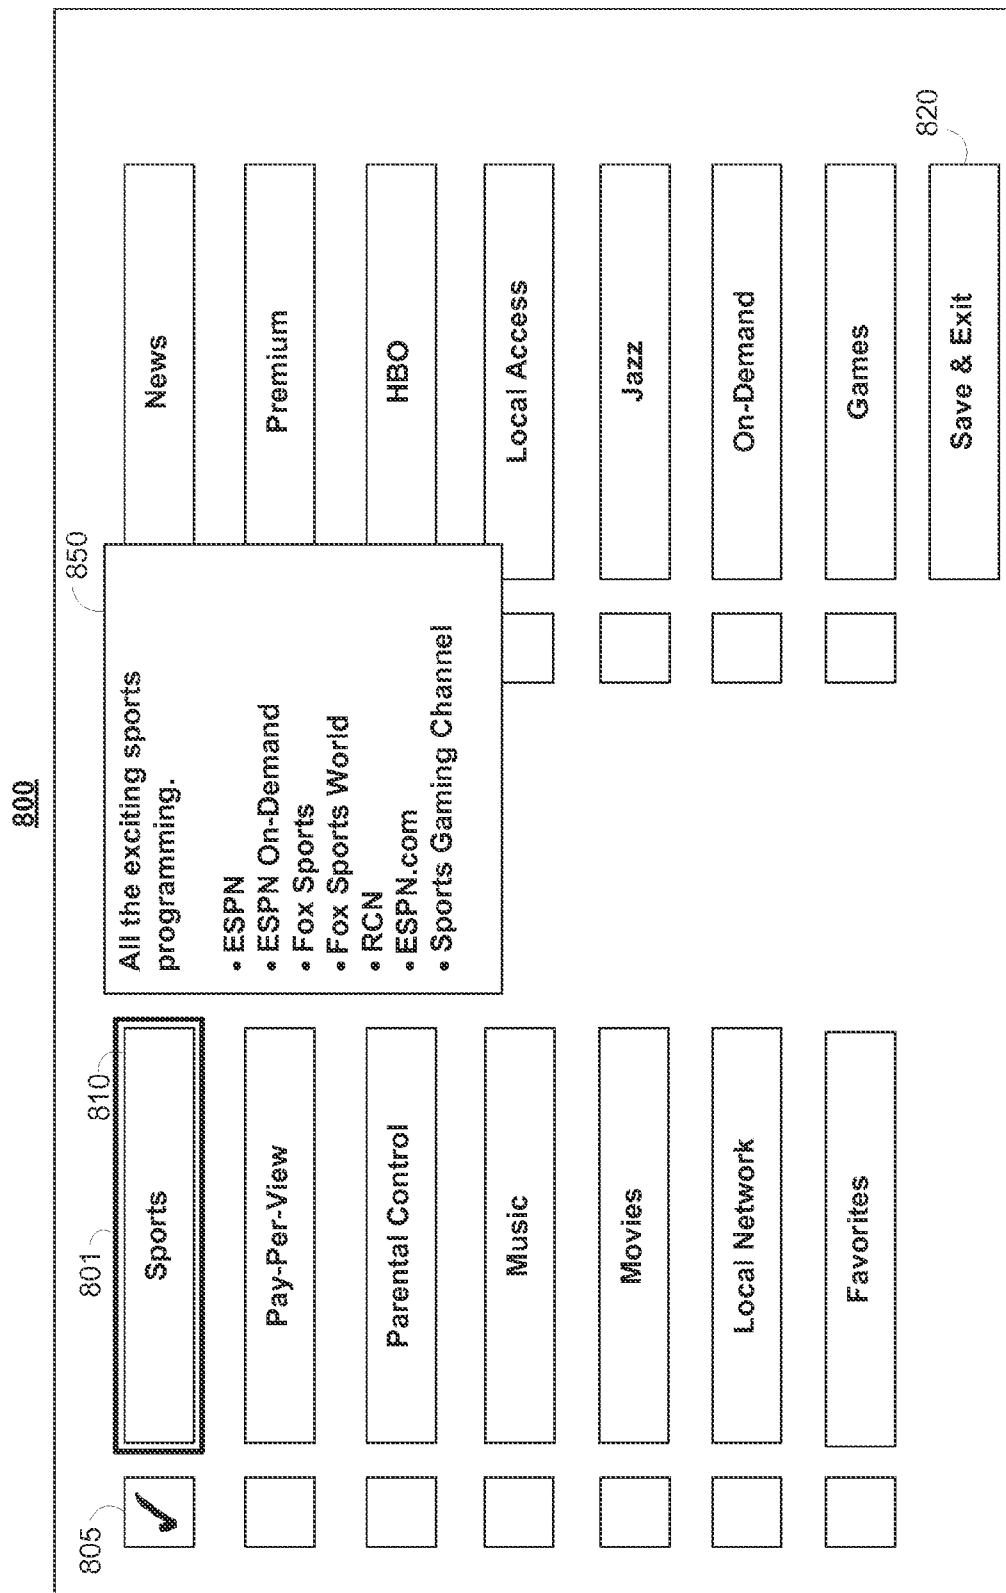 800
801
805
810
850
Sports
Pay-Per-View
Parental Control
Music
Movies
Local Network
Favorites
All the exciting sports
programming.
• ESPN
• ESPN On-Demand
• Fox Sports
• Fox Sports World
• RCN
• ESPN.com
• Sports Gaming Channel
News
Premium
HBO
Local Access
Jazz
On-Demand
Games
Save & Exit
820